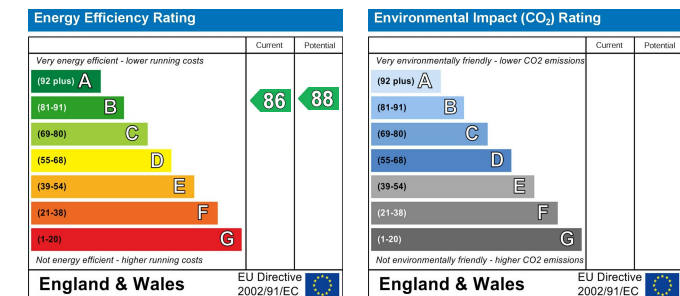 Energy Efficiency Rating
Current Potential
Very energy efficient - lower running costs
(92 plus) A
(81-91) B
(69-80) C
(55-68) D
(39-54) E
(21-38) F
(1-20) G
86
88
Not energy efficient - higher running costs
England & Wales
EU Directive
2002/91/EC
Environmental Impact (CO₂) Rating
Current Potential
Very environmentally friendly - lower CO2 emissions
(92 plus) A
(81-91) B
(69-80) C
(55-68) D
(39-54) E
(21-38) F
(1-20) G
Not environmentally friendly - higher CO2 emissions
England & Wales
EU Directive
2002/91/EC